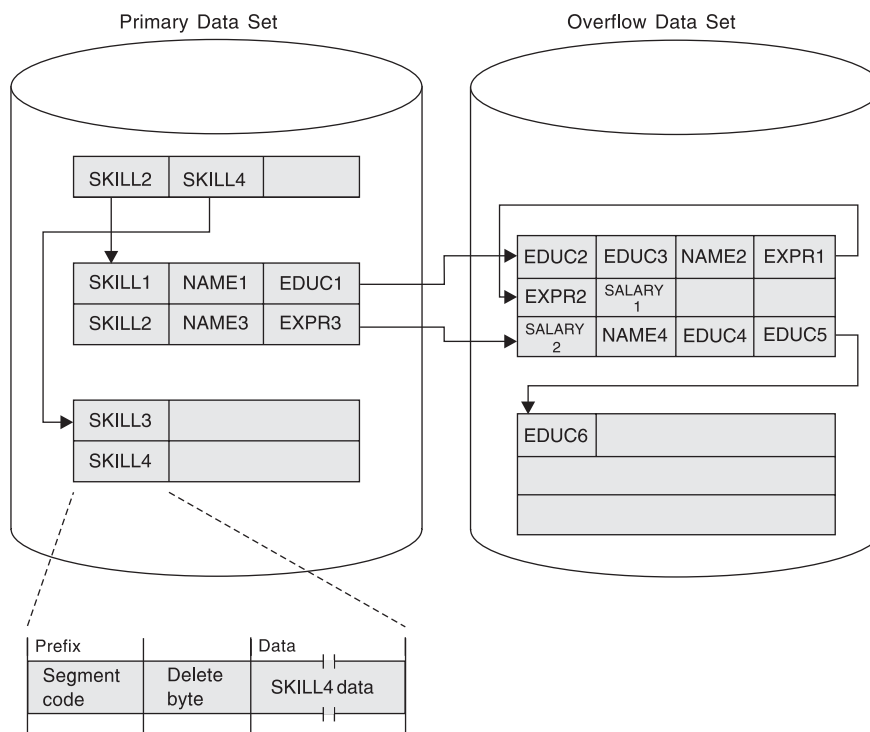 Primary Data Set
Overflow Data Set
SKILL2 SKILL4
SKILL1 NAME1 EDUC1
SKILL2 NAME3 EXPR3
SKILL3
SKILL4
EDUC2 EDUC3 NAME2 EXPR1
EXPR2 SALARY
1
SALARY
2 NAME4 EDUC4 EDUC5
EDUC6
Prefix Data
Segment
code
Delete
byte
SKILL4 data